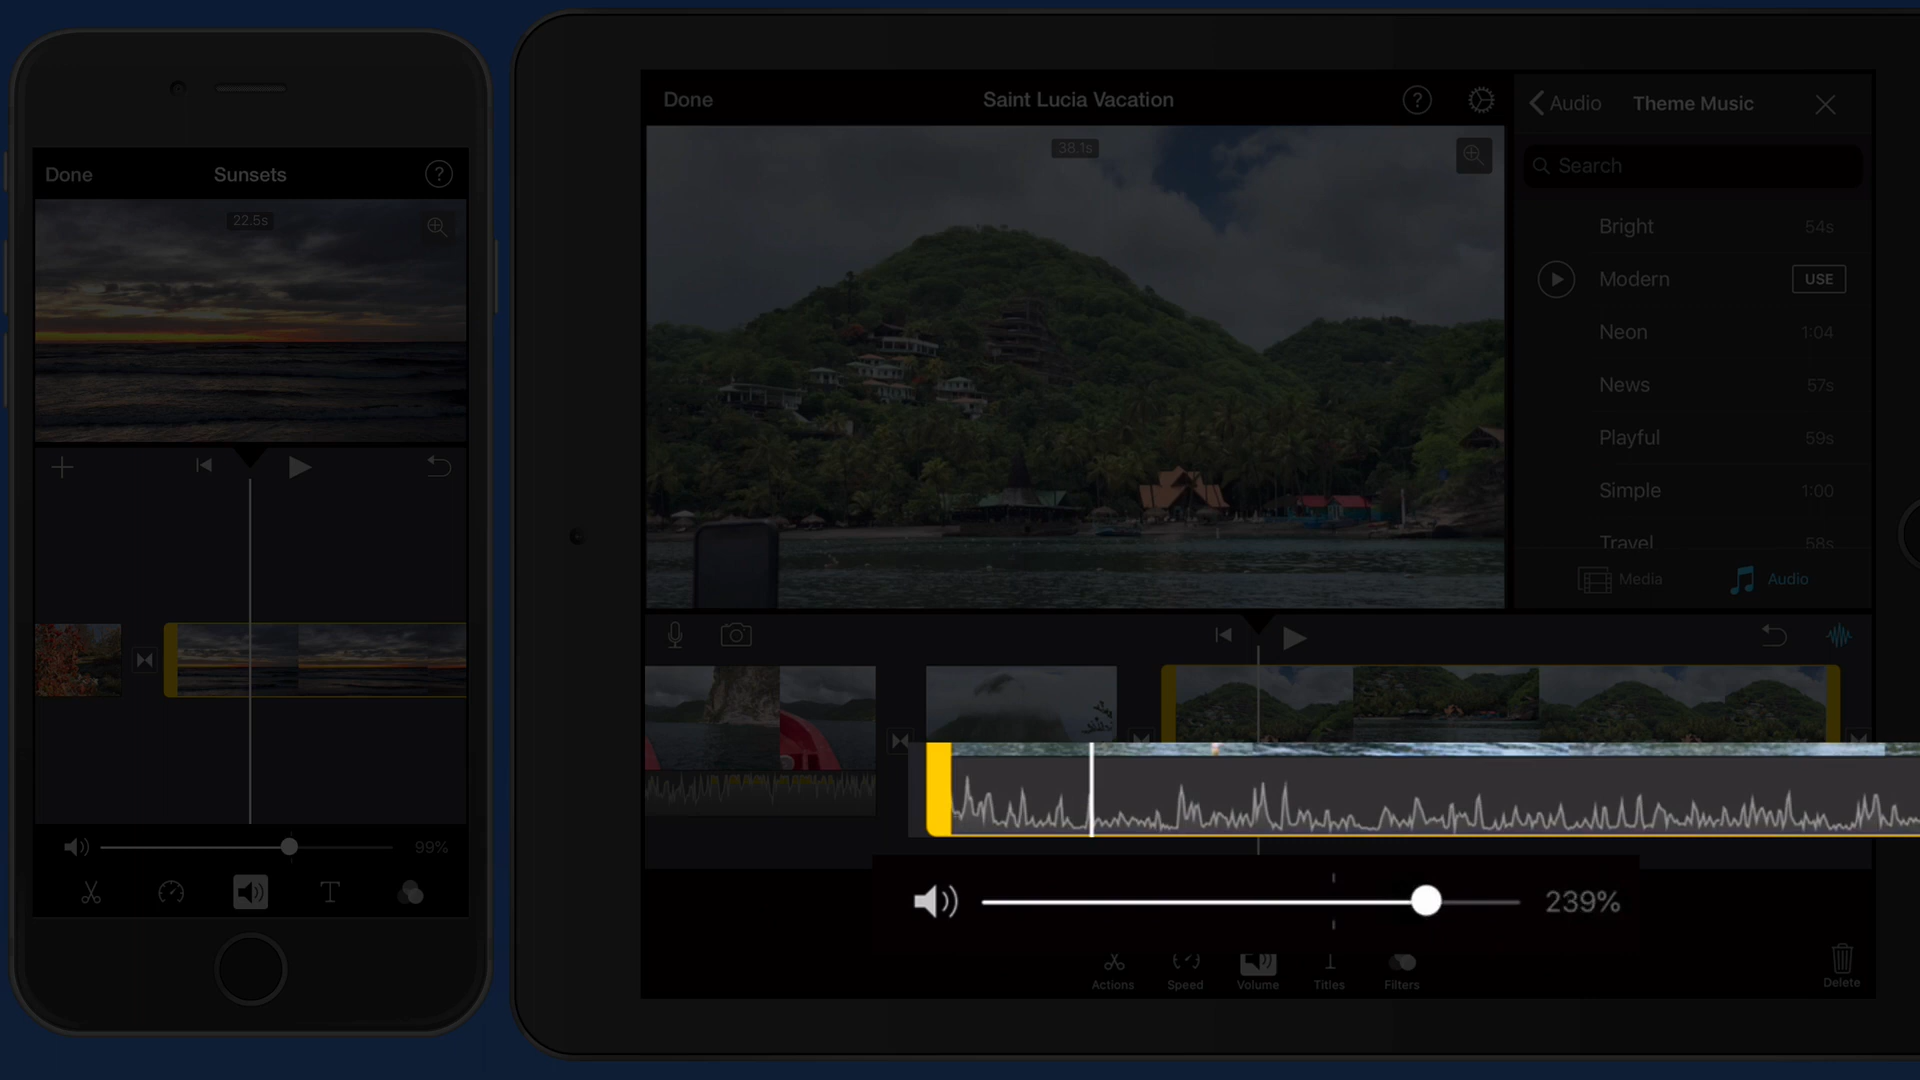 Done
Sunsets
?
22.5s
99%
T
Done
Saint Lucia Vacation
?
38.1s
Audio
Theme Music
Search
Bright
54s
Modern
USE
Neon
1:04
News
57s
Playful
59s
Simple
1:00
Travel
58s
Media
Audio
239%
Actions
Speed
Volume
Titles
Filters
Delete